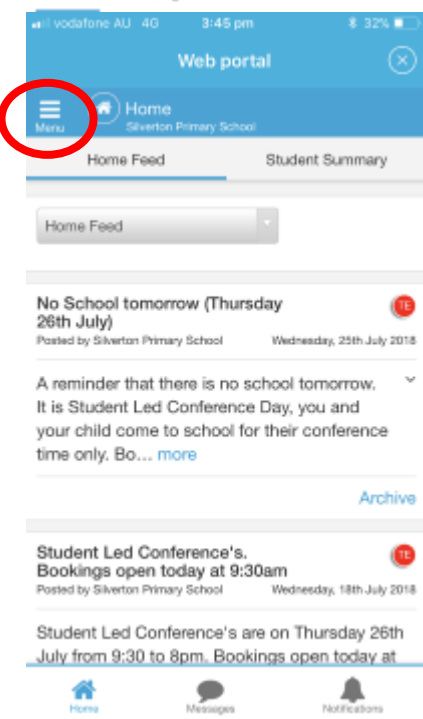 vodafone AU 4G 3:45 pm 32%
Web portal
Menu
Home
Silverton Primary School
Home Feed Student Summary
Home Feed
No School tomorrow (Thursday
26th July)
TE
Posted by Silverton Primary School Wednesday, 25th July 2018
A reminder that there is no school tomorrow.
It is Student Led Conference Day, you and
your child come to school for their conference
time only. Bo... more
Archive
Student Led Conference's.
Bookings open today at 9:30am
TE
Posted by Silverton Primary School Wednesday, 18th July 2018
Student Led Conference's are on Thursday 26th
July from 9:30 to 8pm. Bookings open today at
Home Messages Notifications